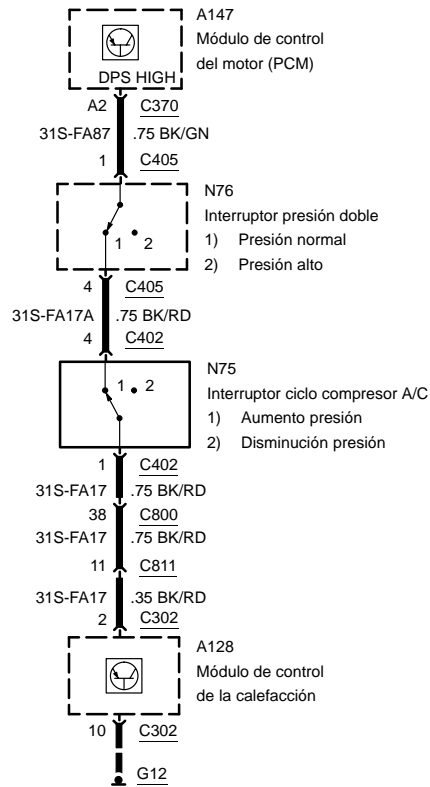 A147
Módulo de control
del motor (PCM)
DPS HIGH
A2 C370
31S-FA87 .75 BK/GN
1 C405
N76
Interruptor presión doble
1 2
1) Presión normal
2) Presión alto
4 C405
31S-FA17A .75 BK/RD
4 C402
N75
Interruptor ciclo compresor A/C
1 2
1) Aumento presión
2) Disminución presión
1 C402
31S-FA17 .75 BK/RD
38 C800
31S-FA17 .75 BK/RD
11 C811
31S-FA17 .35 BK/RD
2 C302
A128
Módulo de control
de la calefacción
10 C302
G12